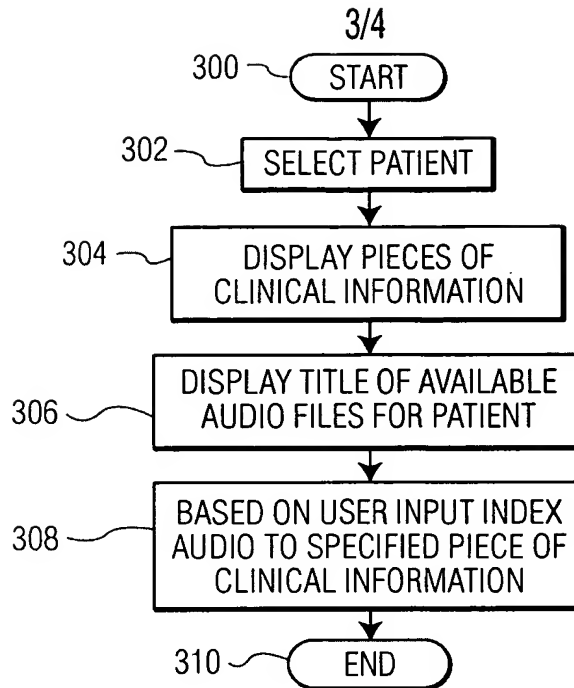 3/4
300
START
302
SELECT PATIENT
304
DISPLAY PIECES OF
CLINICAL INFORMATION
306
DISPLAY TITLE OF AVAILABLE
AUDIO FILES FOR PATIENT
308
BASED ON USER INPUT INDEX
AUDIO TO SPECIFIED PIECE OF
CLINICAL INFORMATION
310
END